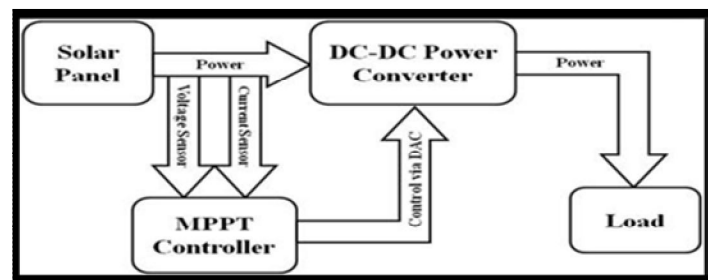 Solar
Panel
Power
DC-DC Power
Converter
Power
Voltage Sensor
Current Sensor
Control via DAC
MPPT
Controller
Load